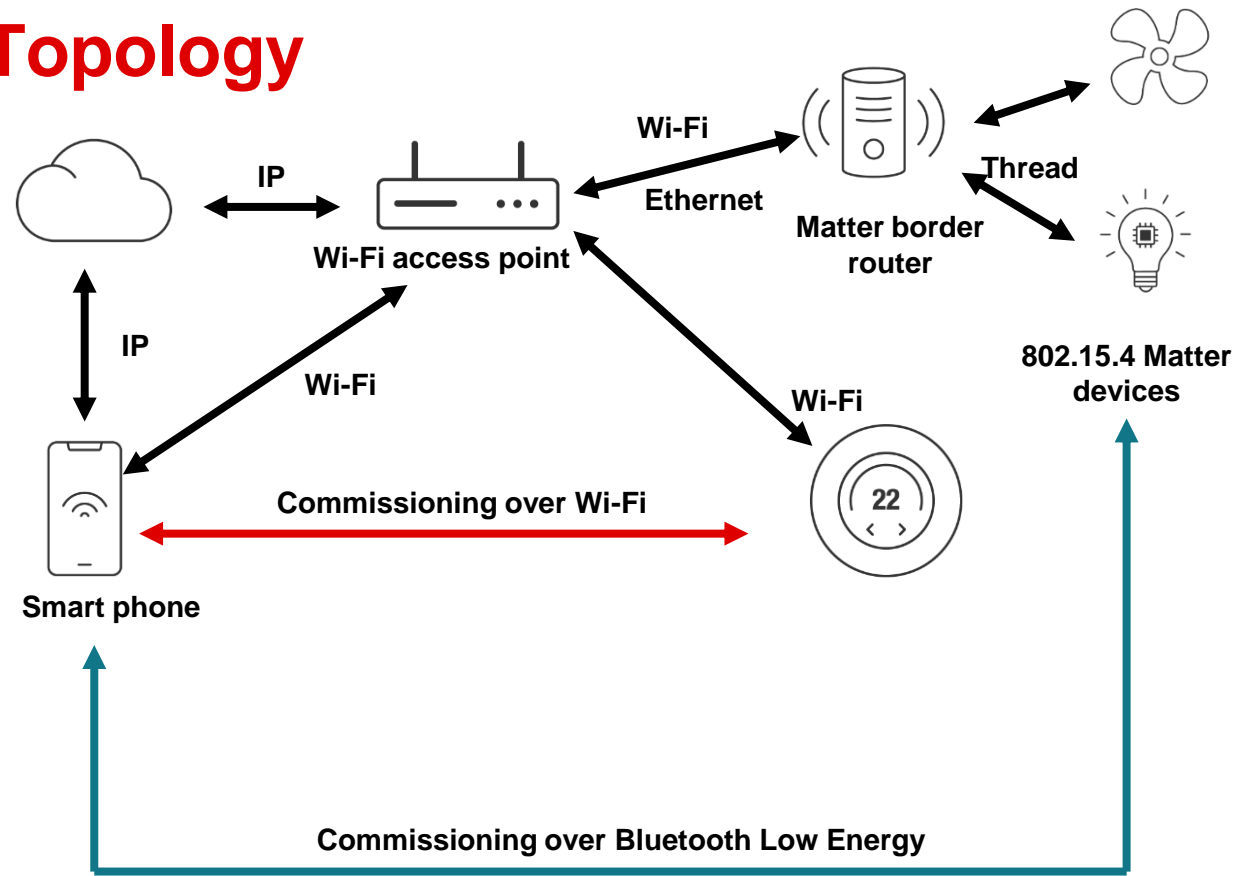 Topology
Wi-Fi
IP
Thread
Ethernet
Matter border
router
Wi-Fi access point
IP
802.15.4 Matter
devices
Wi-Fi
Wi-Fi
22
Commissioning over Wi-Fi
Smart phone
Commissioning over Bluetooth Low Energy